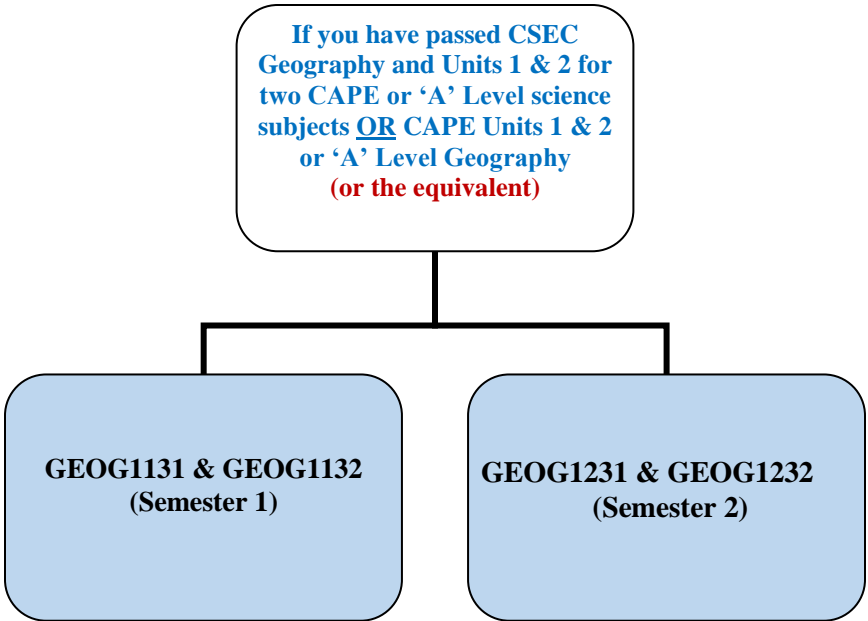 If you have passed CSEC
Geography and Units 1 & 2 for
two CAPE or ‘A’ Level science
subjects OR CAPE Units 1 & 2
or ‘A’ Level Geography
(or the equivalent)
GEOG1131 & GEOG1132
(Semester 1)
GEOG1231 & GEOG1232
(Semester 2)